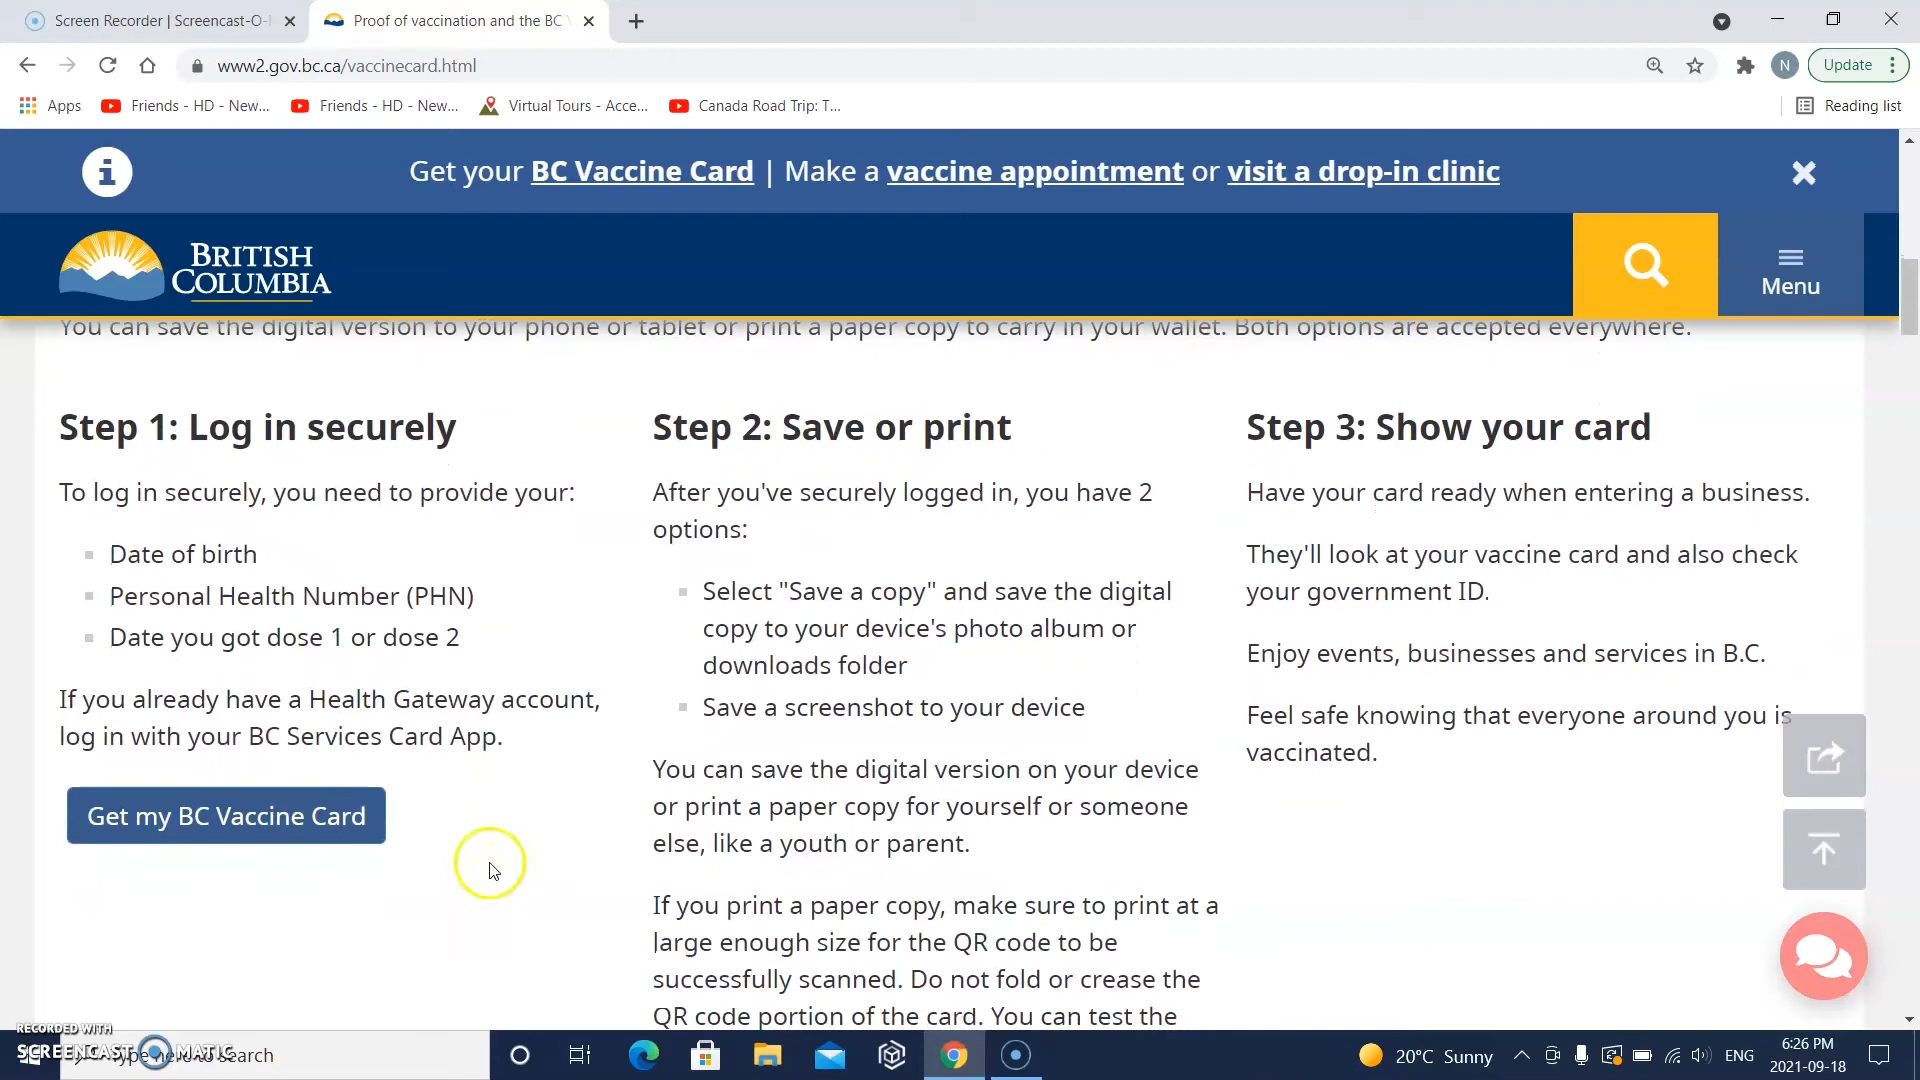 Screen Recorder | Screencast-O-
Proof of vaccination and the BC
www2.gov.bc.ca/vaccinecard.html
N
Update
Apps
Friends - HD - New...
Friends - HD - New...
Virtual Tours - Acce...
Canada Road Trip: T...
Reading list
Get your BC Vaccine Card | Make a vaccine appointment or visit a drop-in clinic
BRITISH
COLUMBIA
Menu
You can save the digital version to your phone or tablet or print a paper copy to carry in your wallet. Both options are accepted everywhere.
Step 1: Log in securely
To log in securely, you need to provide your:
Date of birth
Personal Health Number (PHN)
Date you got dose 1 or dose 2
If you already have a Health Gateway account,
log in with your BC Services Card App.
Get my BC Vaccine Card
Step 2: Save or print
After you've securely logged in, you have 2
options:
Select "Save a copy" and save the digital
copy to your device's photo album or
downloads folder
Save a screenshot to your device
You can save the digital version on your device
or print a paper copy for yourself or someone
else, like a youth or parent.
If you print a paper copy, make sure to print at a
large enough size for the QR code to be
successfully scanned. Do not fold or crease the
QR code portion of the card. You can test the
Step 3: Show your card
Have your card ready when entering a business.
They'll look at your vaccine card and also check
your government ID.
Enjoy events, businesses and services in B.C.
Feel safe knowing that everyone around you is
vaccinated.
RECORDED WITH
SCREENCAST MATIC
Type here to search
20°C Sunny
ENG
6:26 PM
2021-09-18